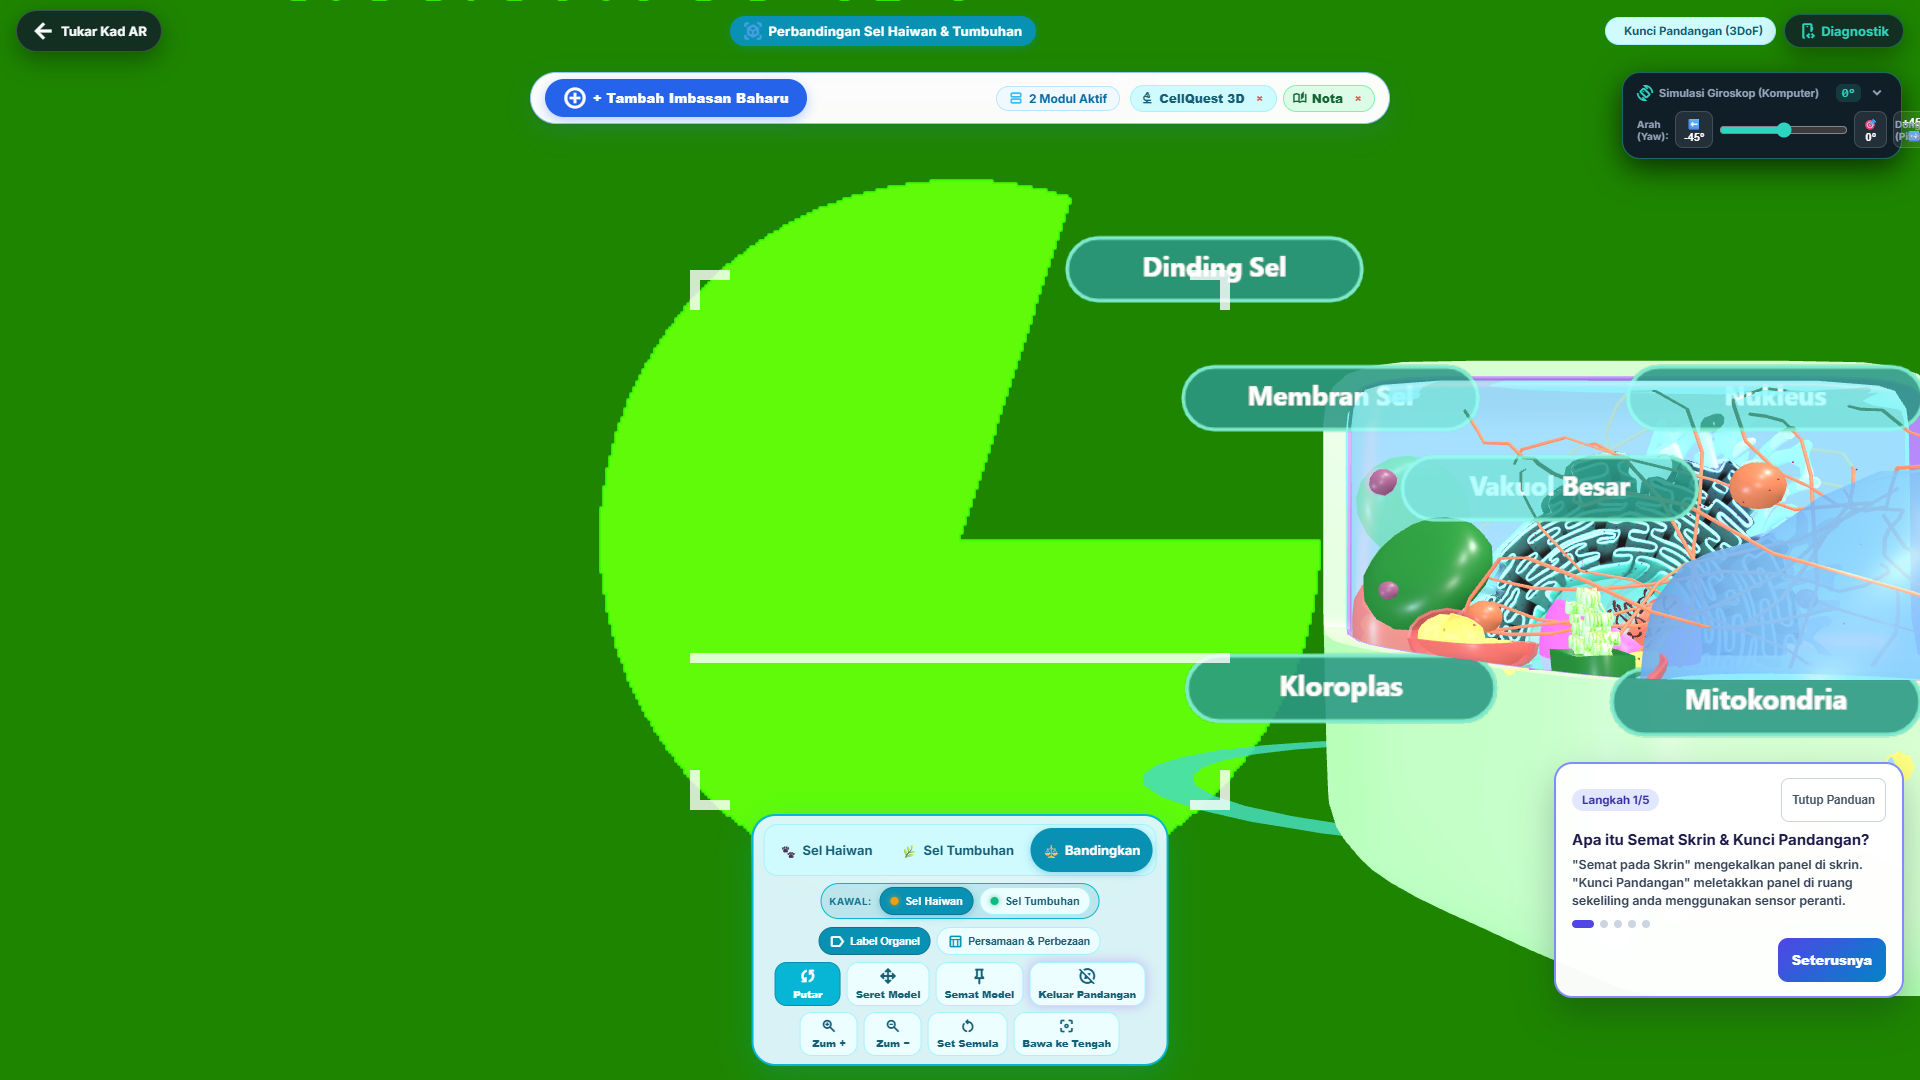 Tukar Kad AR
Perbandingan Sel Haiwan & Tumbuhan
Kunci Pandangan (3DoF)
Diagnostik
+ Tambah Imbasan Baharu
2 Modul Aktif
CellQuest 3D ×
Nota ×
Simulasi Giroskop (Komputer)
0°
Arah
(Yaw):
-45°
0°
Dinding Sel
Membran Sel
Nukleus
Vakuol Besar
Kloroplas
Mitokondria
Langkah 1/5
Tutup Panduan
Apa itu Semat Skrin & Kunci Pandangan?
"Semat pada Skrin" mengekalkan panel di skrin.
"Kunci Pandangan" meletakkan panel di ruang
sekeliling anda menggunakan sensor peranti.
Seterusnya
Sel Haiwan
Sel Tumbuhan
Bandingkan
KAWAL:
Sel Haiwan
Sel Tumbuhan
Label Organel
Persamaan & Perbezaan
Putar
Seret Model
Semat Model
Keluar Pandangan
Zum +
Zum −
Set Semula
Bawa ke Tengah